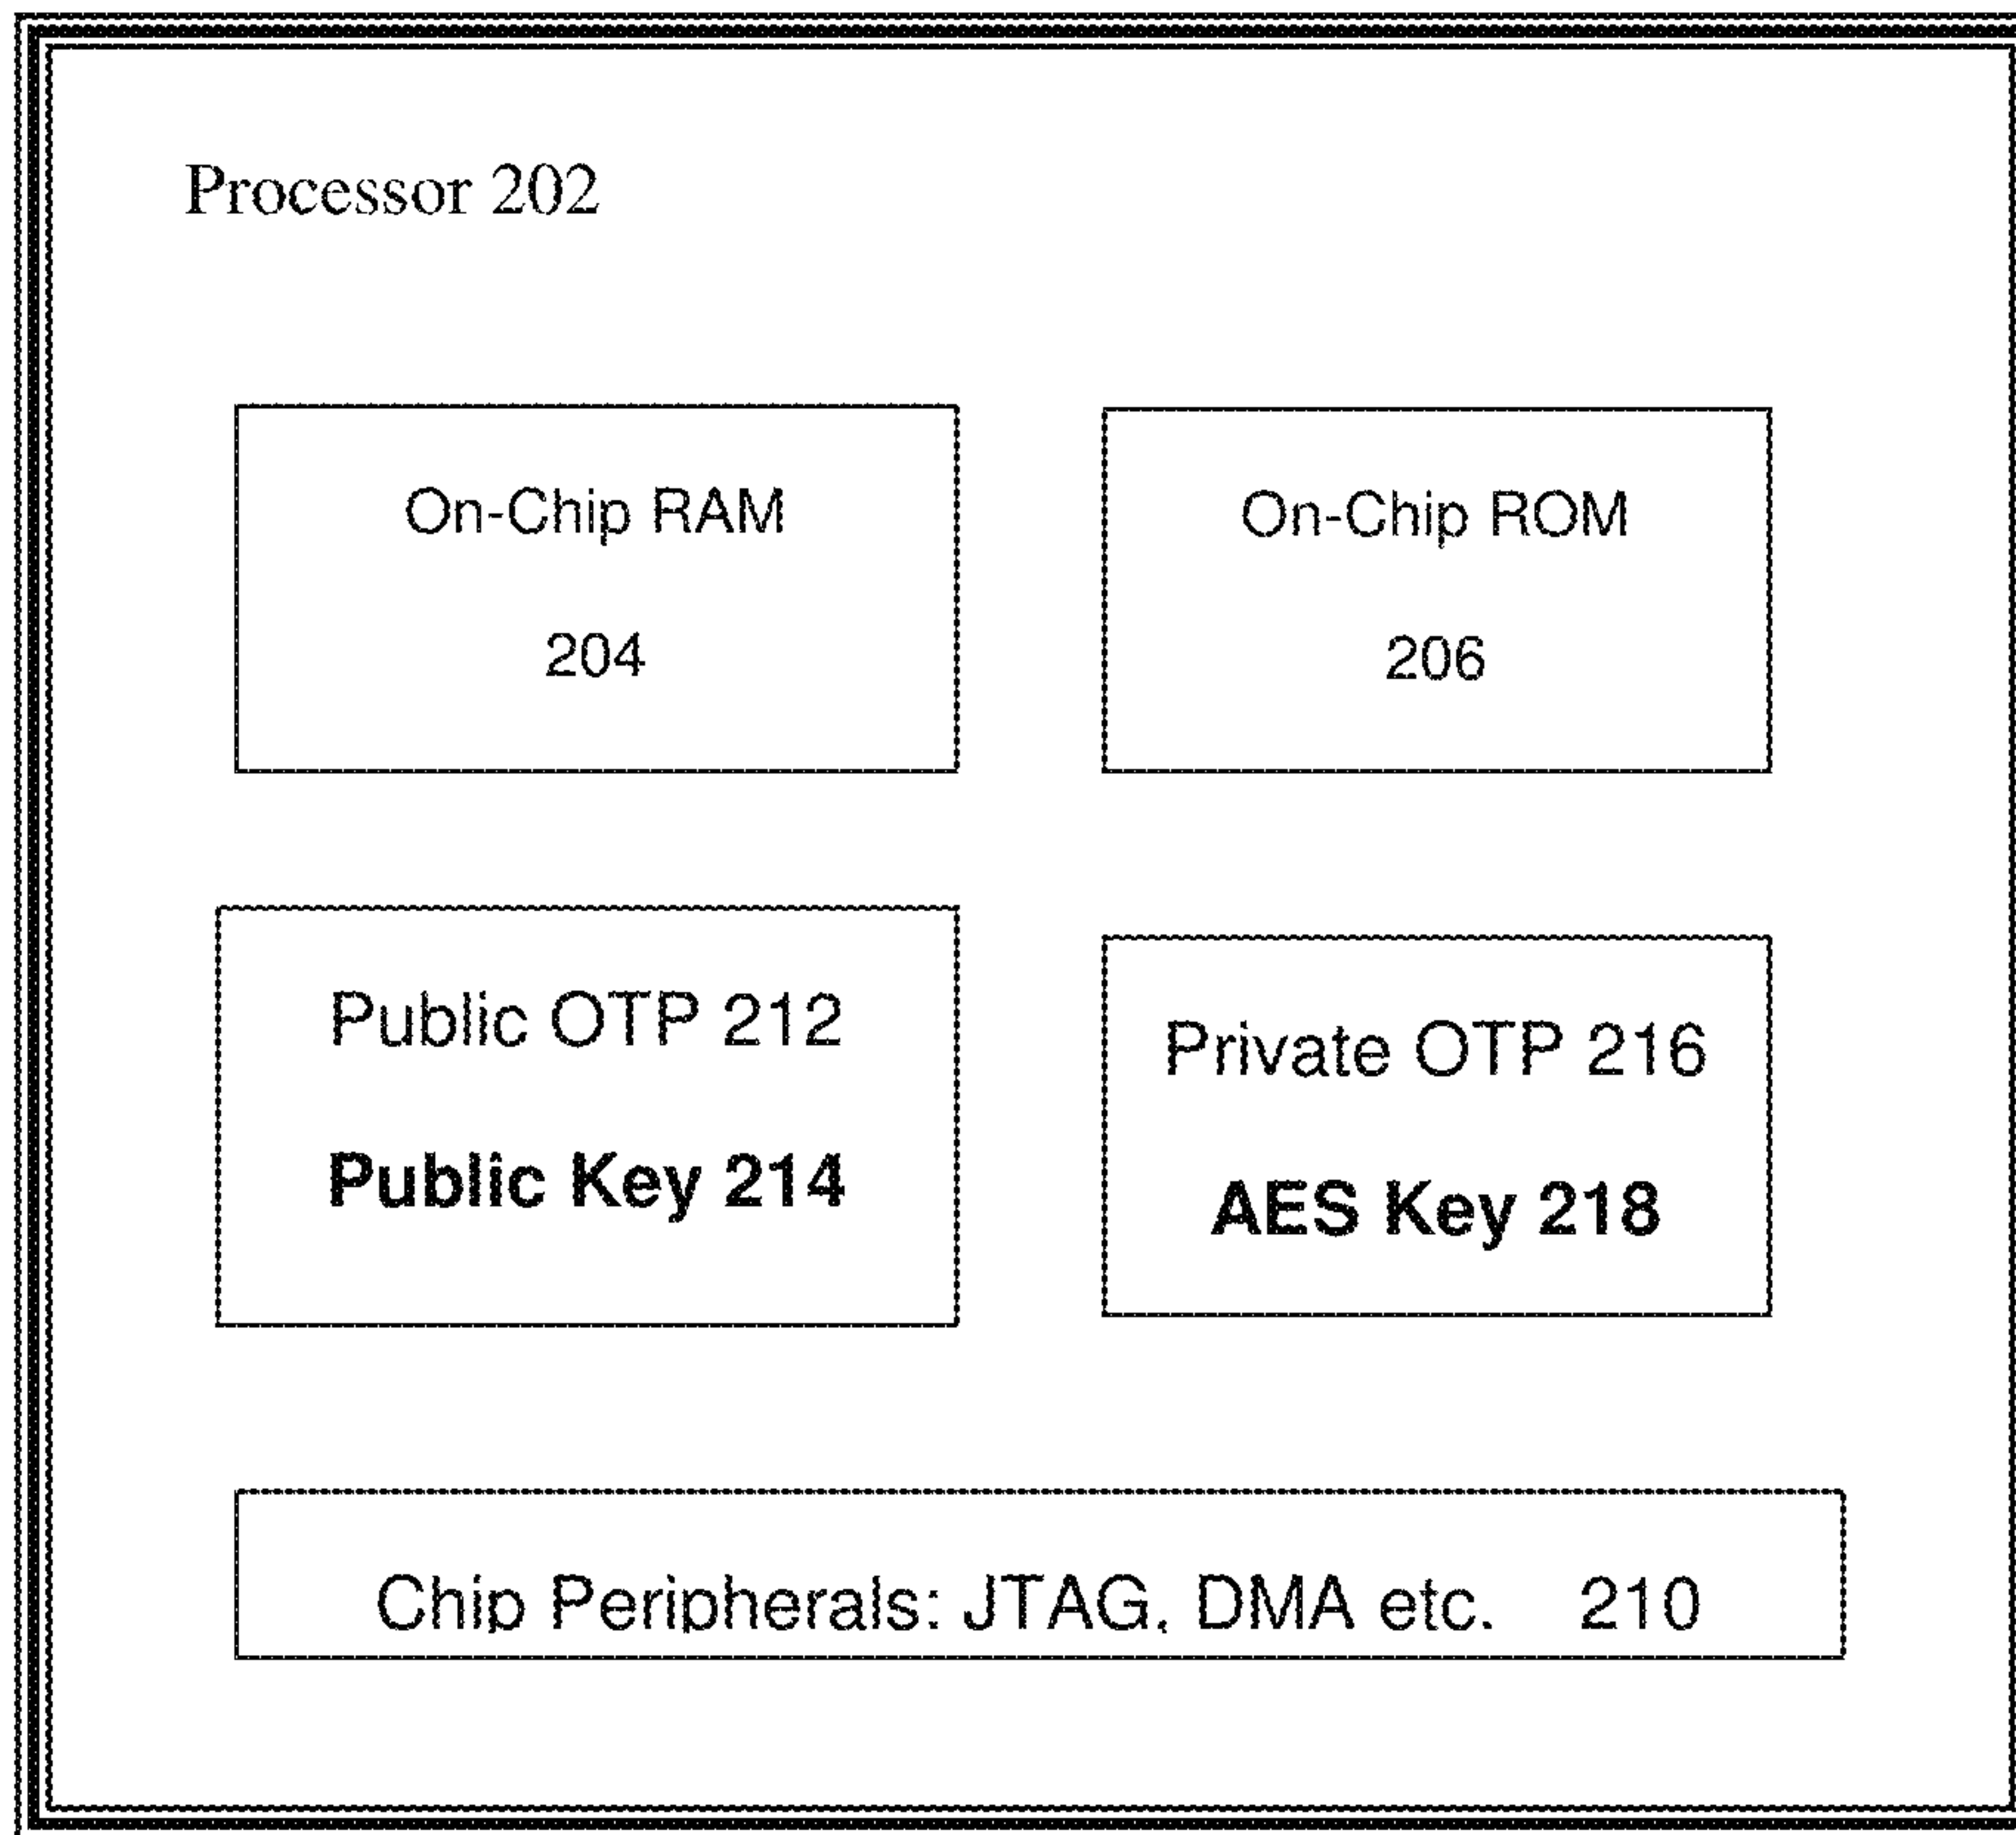 Processor 202
On-Chip RAM
204
On-Chip ROM
206
Public OTP 212
Public Key 214
Private OTP 216
AES Key 218
Chip Peripherals: JTAG, DMA etc. 210